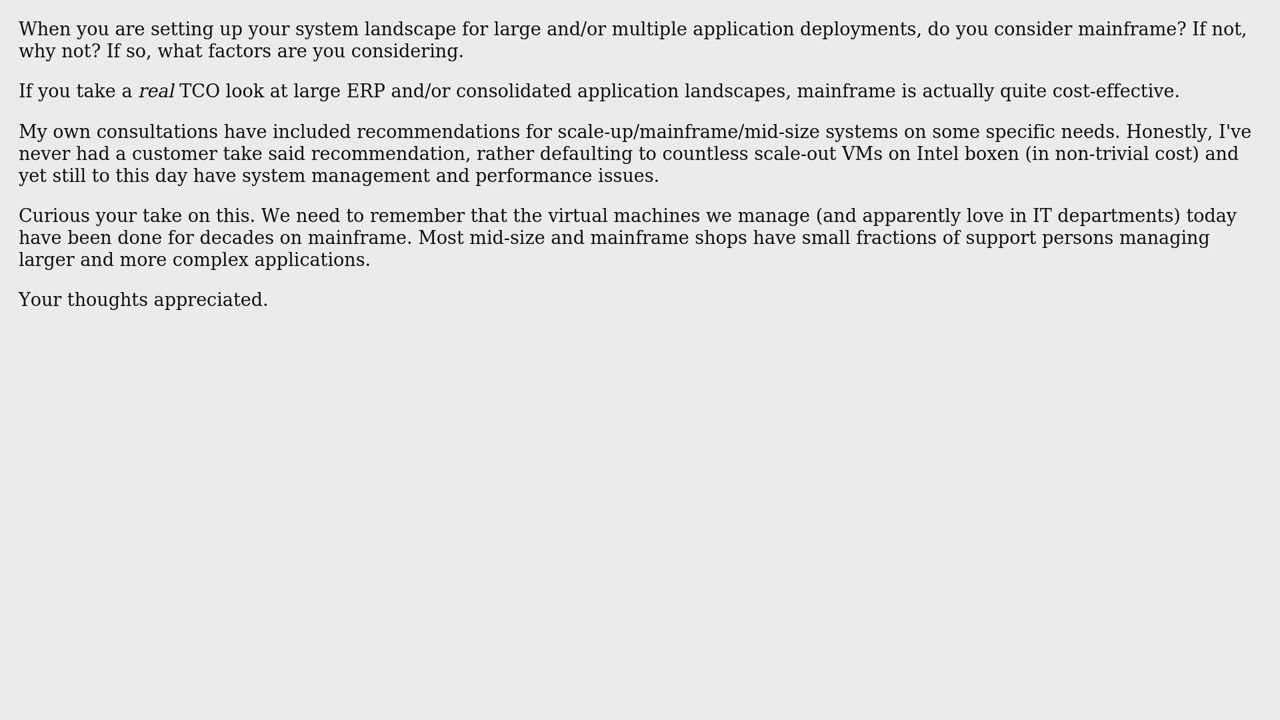 When you are setting up your system landscape for large and/or multiple application deployments, do you consider mainframe? If not,
why not? If so, what factors are you considering.
If you take a real TCO look at large ERP and/or consolidated application landscapes, mainframe is actually quite cost-effective.
My own consultations have included recommendations for scale-up/mainframe/mid-size systems on some specific needs. Honestly, I've
never had a customer take said recommendation, rather defaulting to countless scale-out VMs on Intel boxen (in non-trivial cost) and
yet still to this day have system management and performance issues.
Curious your take on this. We need to remember that the virtual machines we manage (and apparently love in IT departments) today
have been done for decades on mainframe. Most mid-size and mainframe shops have small fractions of support persons managing
larger and more complex applications.
Your thoughts appreciated.